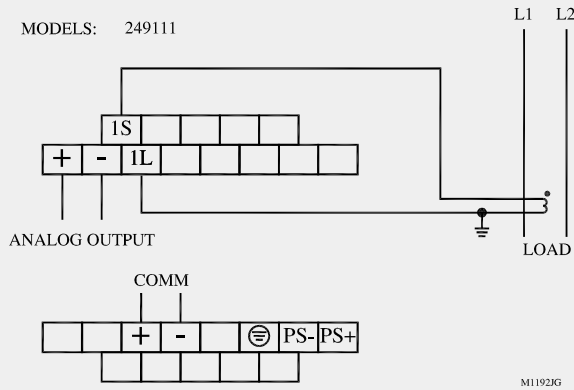 L1 L2
MODELS: 249111
1S
+ - 1L
ANALOG OUTPUT
LOAD
COMM
+ - PS- PS+
M1192JG